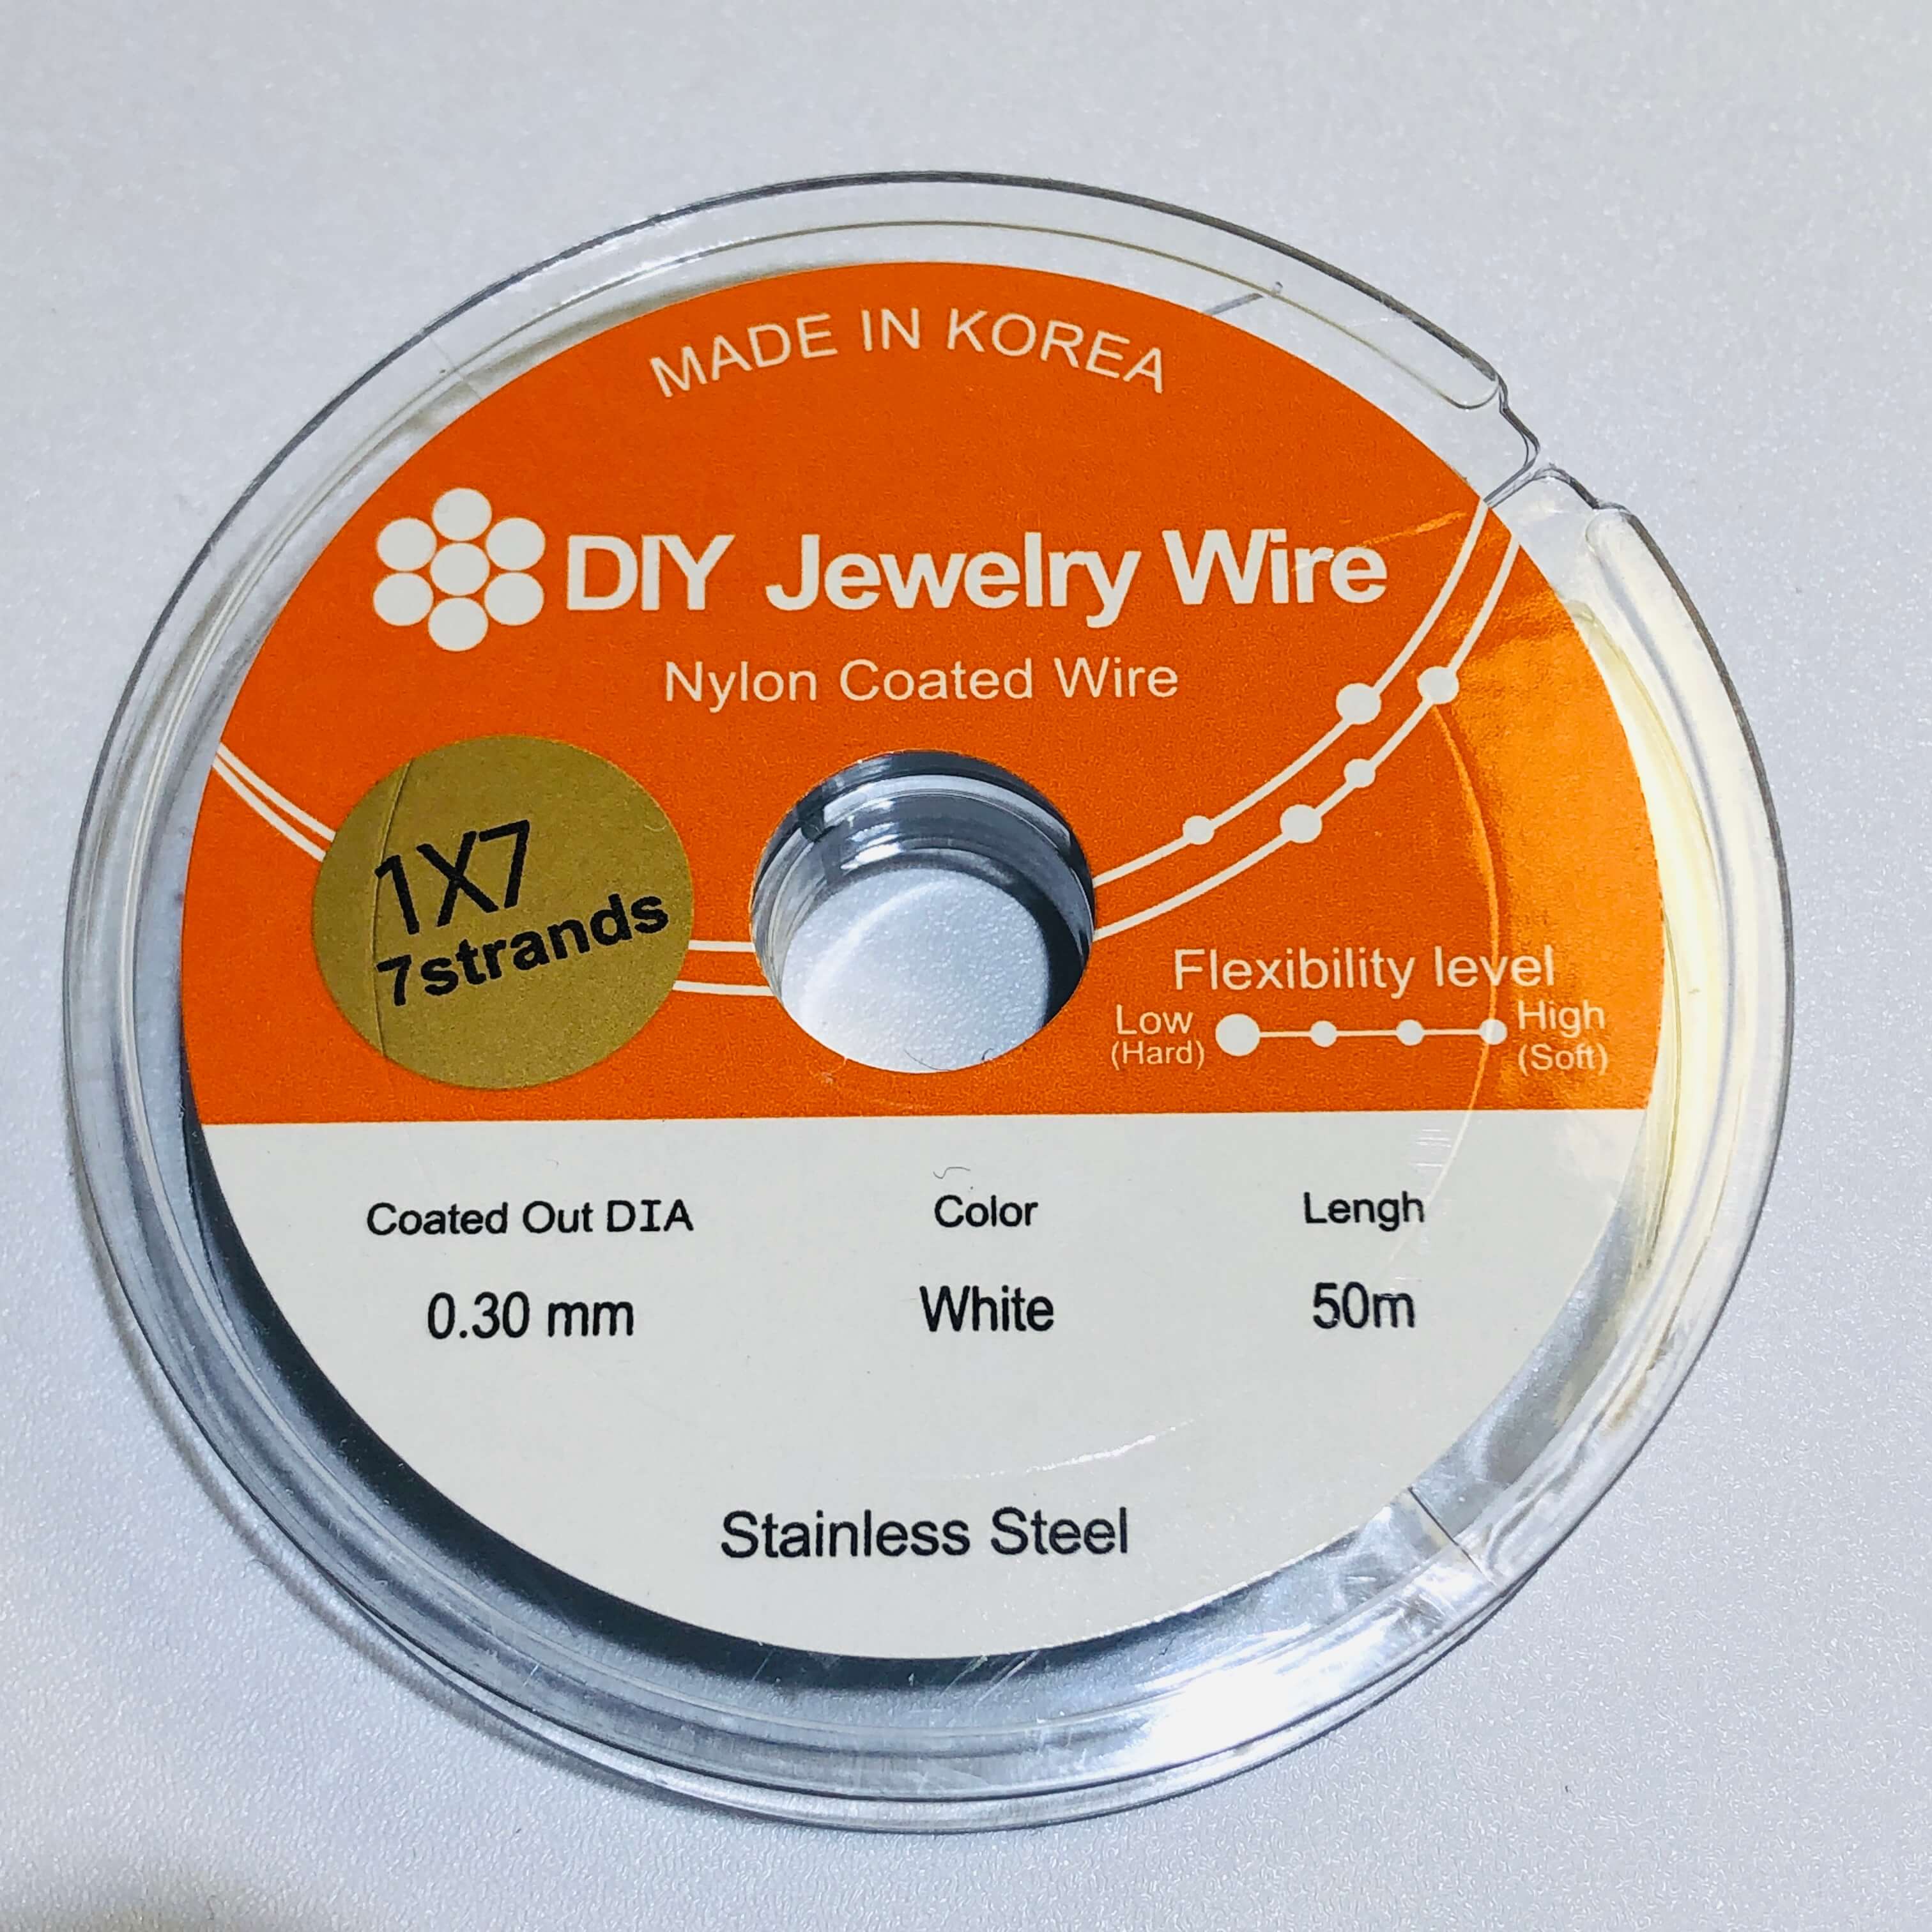 MADE IN KOREA
DIY Jewelry Wire
Nylon Coated Wire
1X7
7strands
Flexibility level
Low High
(Hard) (Soft)
Coated Out DIA Color Lengh
0.30 mm White 50m
Stainless Steel